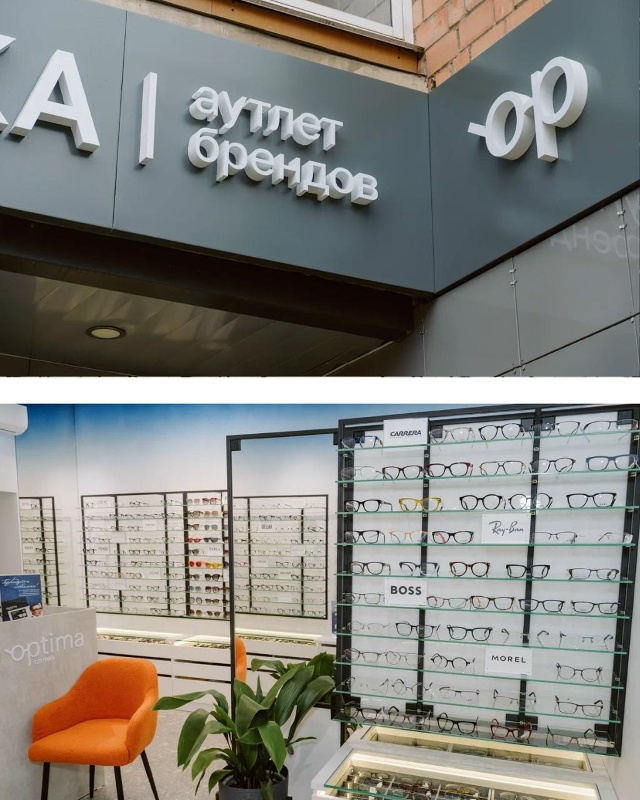 КА
аутлет
брендов
op
CARRERA
Ray-Ban
BOSS
MOREL
optima